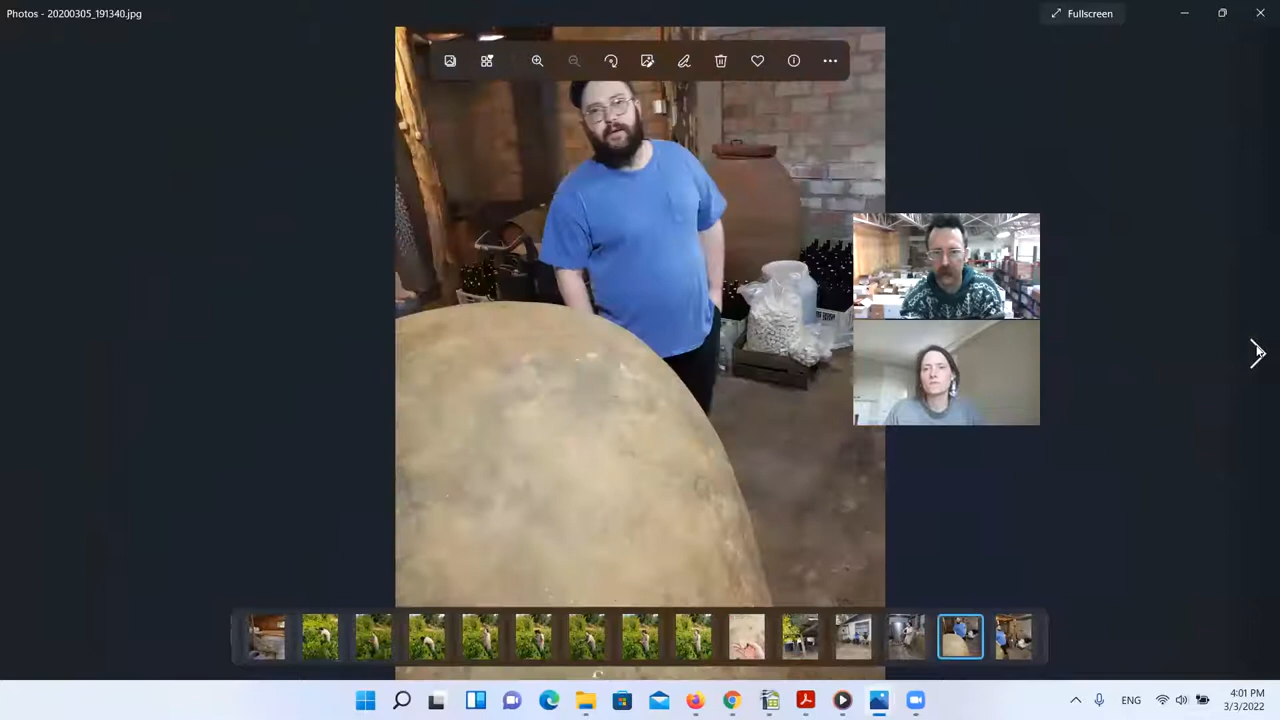 Photos - 20200305_191340.jpg
Fullscreen
ENG
4:01 PM
3/3/2022